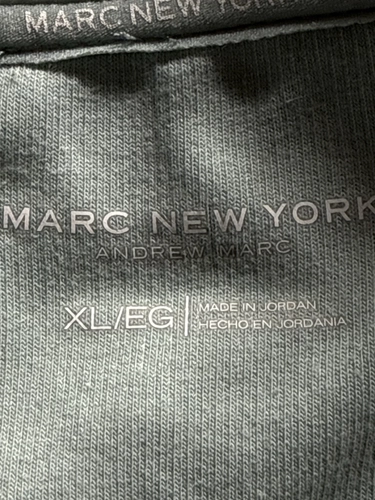 MARC NEW YORK
MARC NEW YORK
ANDREW MARC
XL/EG
MADE IN JORDAN
HECHO EN JORDANIA